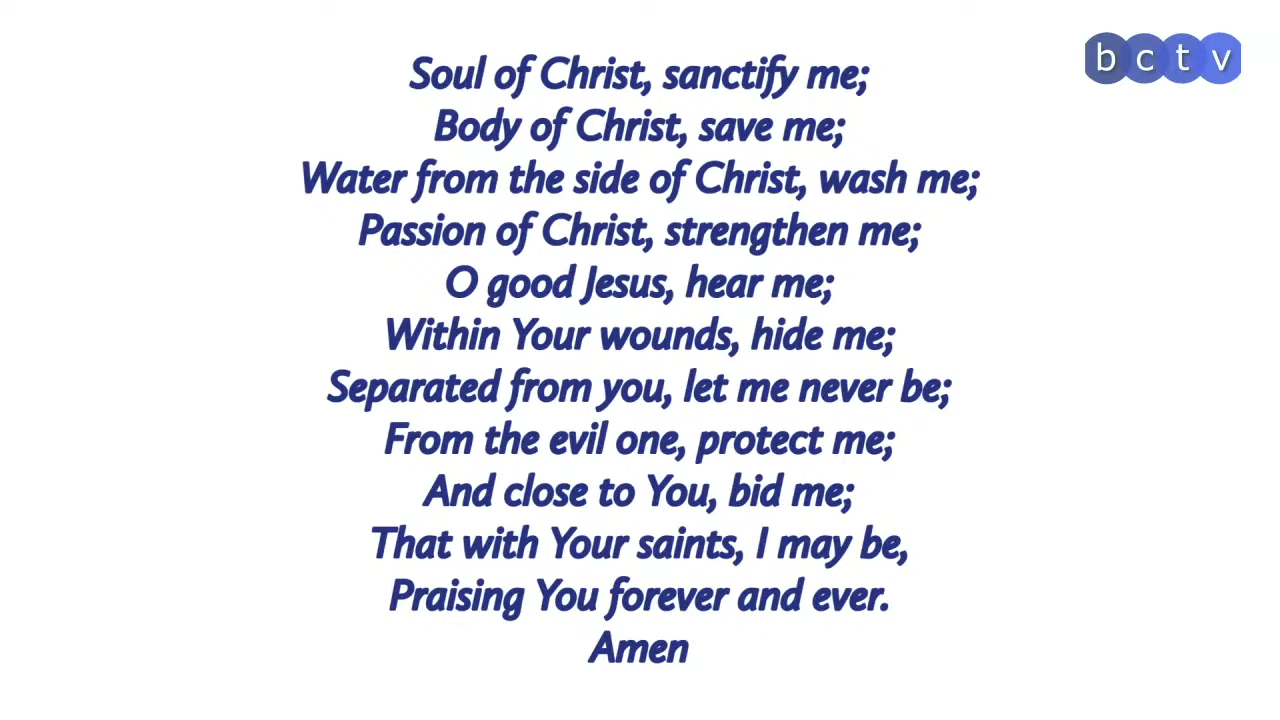 bctv
Soul of Christ, sanctify me;
Body of Christ, save me;
Water from the side of Christ, wash me;
Passion of Christ, strengthen me;
O good Jesus, hear me;
Within Your wounds, hide me;
Separated from you, let me never be;
From the evil one, protect me;
And close to You, bid me;
That with Your saints, I may be,
Praising You forever and ever.
Amen